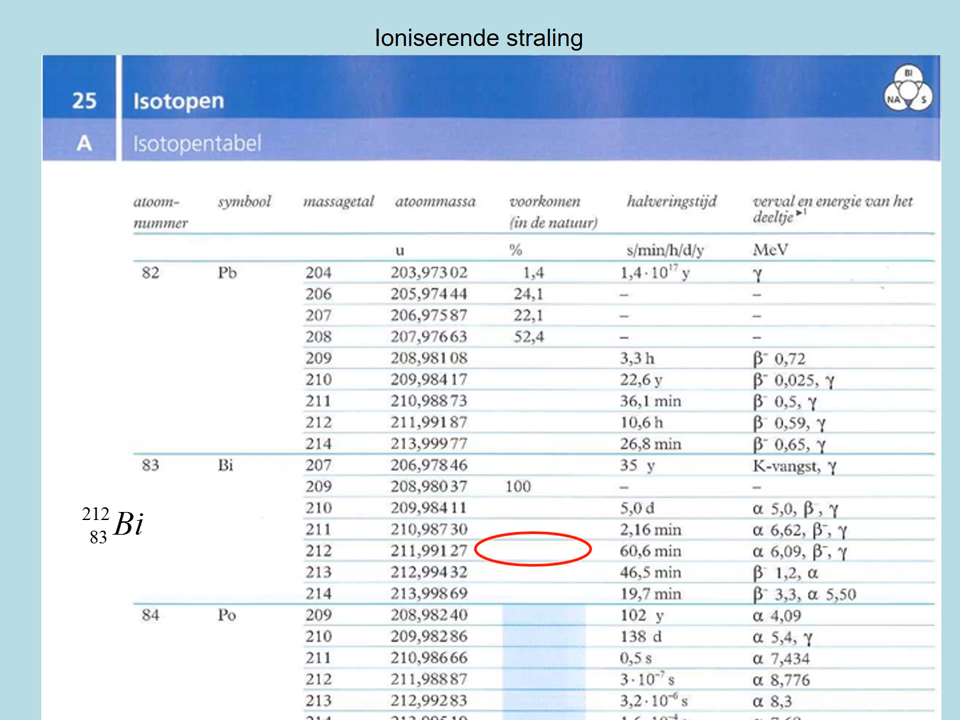 Ioniserende straling
25 Isotopen
BI
NA S
A Isotopentabel
atoom- symbool massagetal atoommassa voorkomen halveringstijd verval en energie van het
nummer (in de natuur) deeltje►1
u % s/min/h/d/y MeV
82 Pb 204 203,97302 1,4 1,4·10¹⁷ y γ
206 205,97444 24,1 – –
207 206,97587 22,1 – –
208 207,97663 52,4 – –
209 208,98108 3,3 h β⁻ 0,72
210 209,98417 22,6 y β⁻ 0,025, γ
211 210,98873 36,1 min β⁻ 0,5, γ
212 211,99187 10,6 h β⁻ 0,59, γ
214 213,99977 26,8 min β⁻ 0,65, γ
83 Bi 207 206,97846 35 y K-vangst, γ
209 208,98037 100 – –
210 209,98411 5,0 d α 5,0, β⁻, γ
²¹²₈₃Bi
211 210,98730 2,16 min α 6,62, β⁻, γ
212 211,99127 60,6 min α 6,09, β⁻, γ
213 212,99432 46,5 min β⁻ 1,2, α
214 213,99869 19,7 min β⁻ 3,3, α 5,50
84 Po 209 208,98240 102 y α 4,09
210 209,98286 138 d α 5,4, γ
211 210,98666 0,5 s α 7,434
212 211,98887 3·10⁻⁷ s α 8,776
213 212,99283 3,2·10⁻⁶ s α 8,3